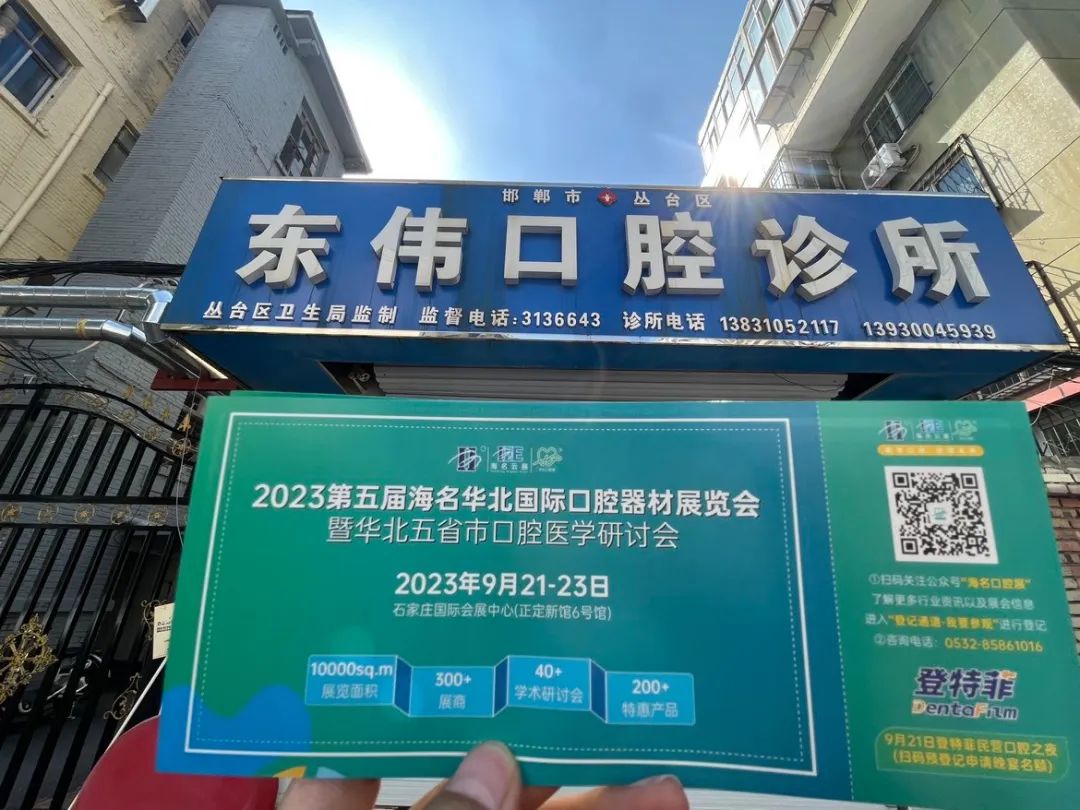 邯郸市 丛台区
东伟口腔诊所
丛台区卫生局监制 监督电话:3136643 诊所电话 13831052117 13930045939
海名云展
2023第五届海名华北国际口腔器材展览会
暨华北五省市口腔医学研讨会
2023年9月21-23日
石家庄国际会展中心(正定新馆6号馆)
10000sq.m
展览面积
300+
展商
40+
学术研讨会
200+
特惠产品
海名云展
①扫码关注公众号"海名口腔展"
了解更多行业资讯以及展会信息
进入"登记通道-我要参观"进行登记
②咨询电话：0532-85861016
登特菲
DentaFilm
9月21日登特菲民营口腔之夜
(扫码预登记申请晚宴名额)